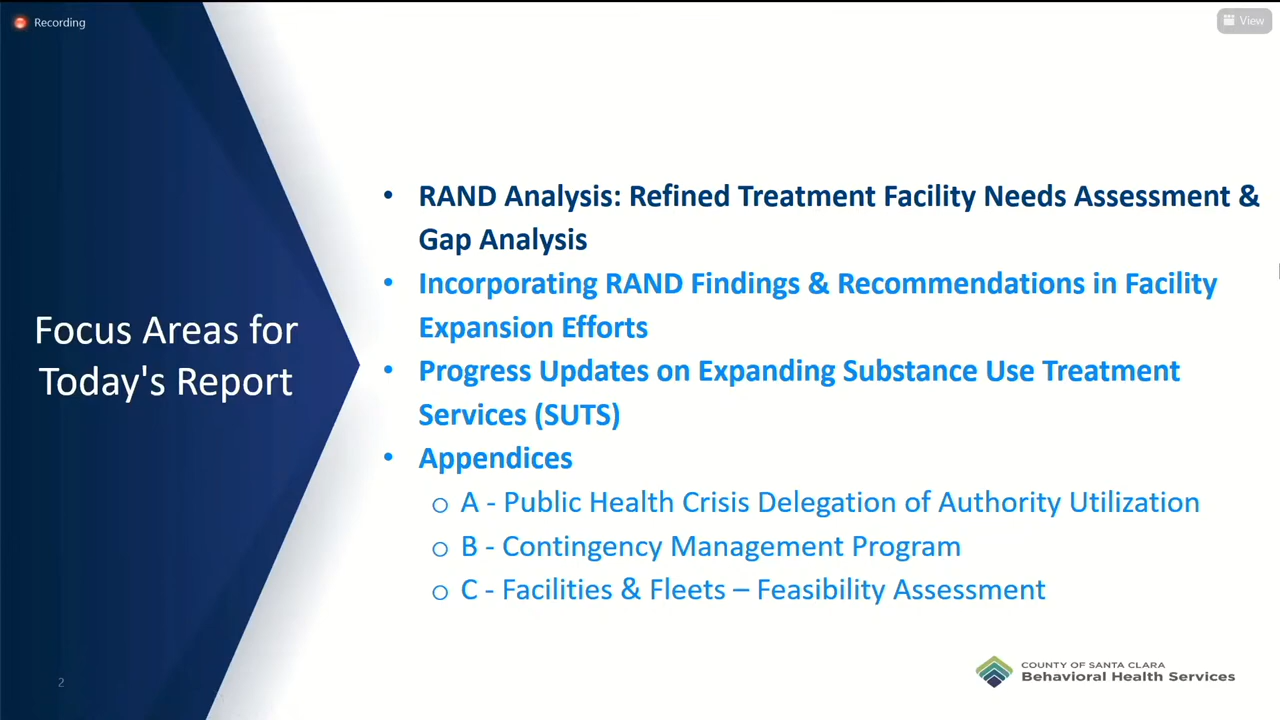 Recording
View
• RAND Analysis: Refined Treatment Facility Needs Assessment &
Gap Analysis
• Incorporating RAND Findings & Recommendations in Facility
Expansion Efforts
Focus Areas for
Today's Report
• Progress Updates on Expanding Substance Use Treatment
Services (SUTS)
• Appendices
o A - Public Health Crisis Delegation of Authority Utilization
o B - Contingency Management Program
o C - Facilities & Fleets – Feasibility Assessment
COUNTY OF SANTA CLARA
Behavioral Health Services
2